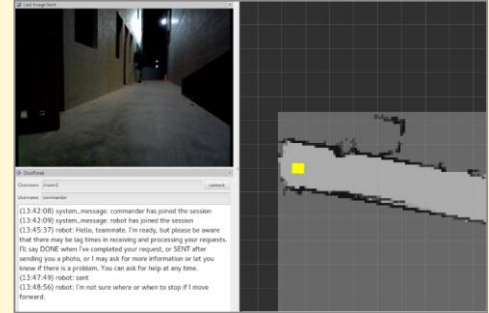 Last Image Sent
ChatPanel
Chatroom /room1 connect
Username commander
(13:42:08) system_message: commander has joined the session
(13:42:09) system_message: robot has joined the session
(13:45:37) robot: Hello, teammate. I'm ready, but please be aware
that there may be lag times in receiving and processing your requests.
I'll say DONE when I've completed your request, or SENT after
sending you a photo, or I may ask for more information or let you
know if there is a problem. You can ask for help at any time.
(13:47:49) robot: sent
(13:48:56) robot: I'm not sure where or when to stop if I move
forward.